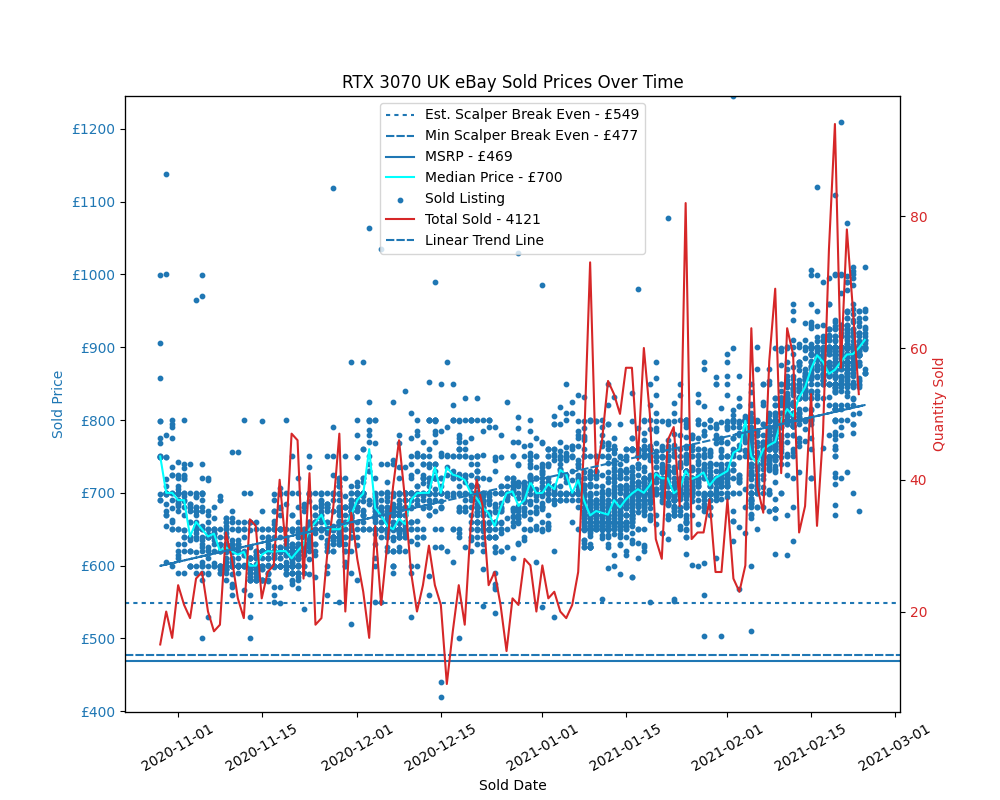 RTX 3070 UK eBay Sold Prices Over Time
Est. Scalper Break Even - £549
Min Scalper Break Even - £477
MSRP - £469
Median Price - £700
Sold Listing
Total Sold - 4121
Linear Trend Line
£1200
£1100
£1000
£900
£800
£700
£600
£500
£400
Sold Price
80
60
40
20
Quantity Sold
2020-11-01
2020-11-15
2020-12-01
2020-12-15
2021-01-01
2021-01-15
2021-02-01
2021-02-15
2021-03-01
Sold Date